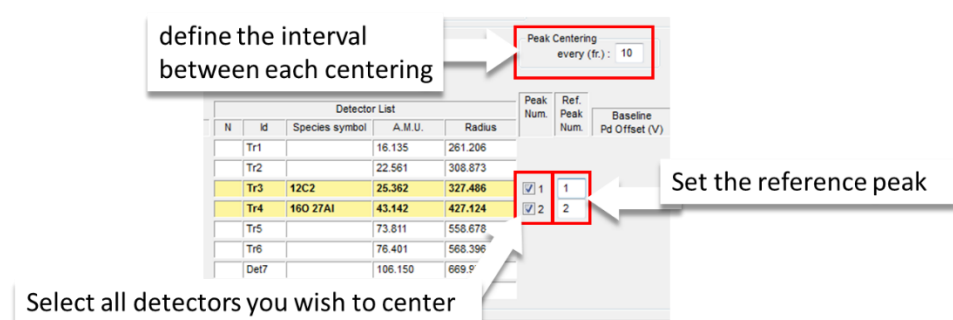 define the interval
between each centering
Peak Centering
every (fr.) : 10
Detector List
Peak Num.
Ref. Peak Num.
Baseline Pd Offset (V)
N Id Species symbol A.M.U. Radius
Tr1 16.135 261.206
Tr2 22.561 308.873
Tr3 12C2 25.362 327.486 1 1
Tr4 16O 27Al 43.142 427.124 2 2
Set the reference peak
Tr5 73.811 558.678
Tr6 76.401 568.396
Det7 106.150
Select all detectors you wish to center